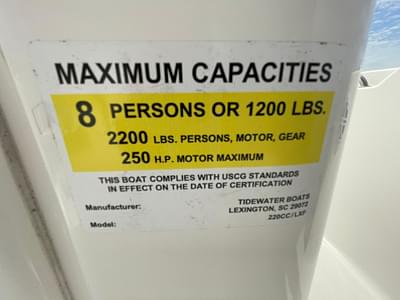 MAXIMUM CAPACITIES
8 PERSONS OR 1200 LBS.
2200 LBS. PERSONS, MOTOR, GEAR
250 H.P. MOTOR MAXIMUM
THIS BOAT COMPLIES WITH USCG STANDARDS
IN EFFECT ON THE DATE OF CERTIFICATION
Manufacturer: TIDEWATER BOATS
LEXINGTON, SC 29072
Model: 220CC/LXF